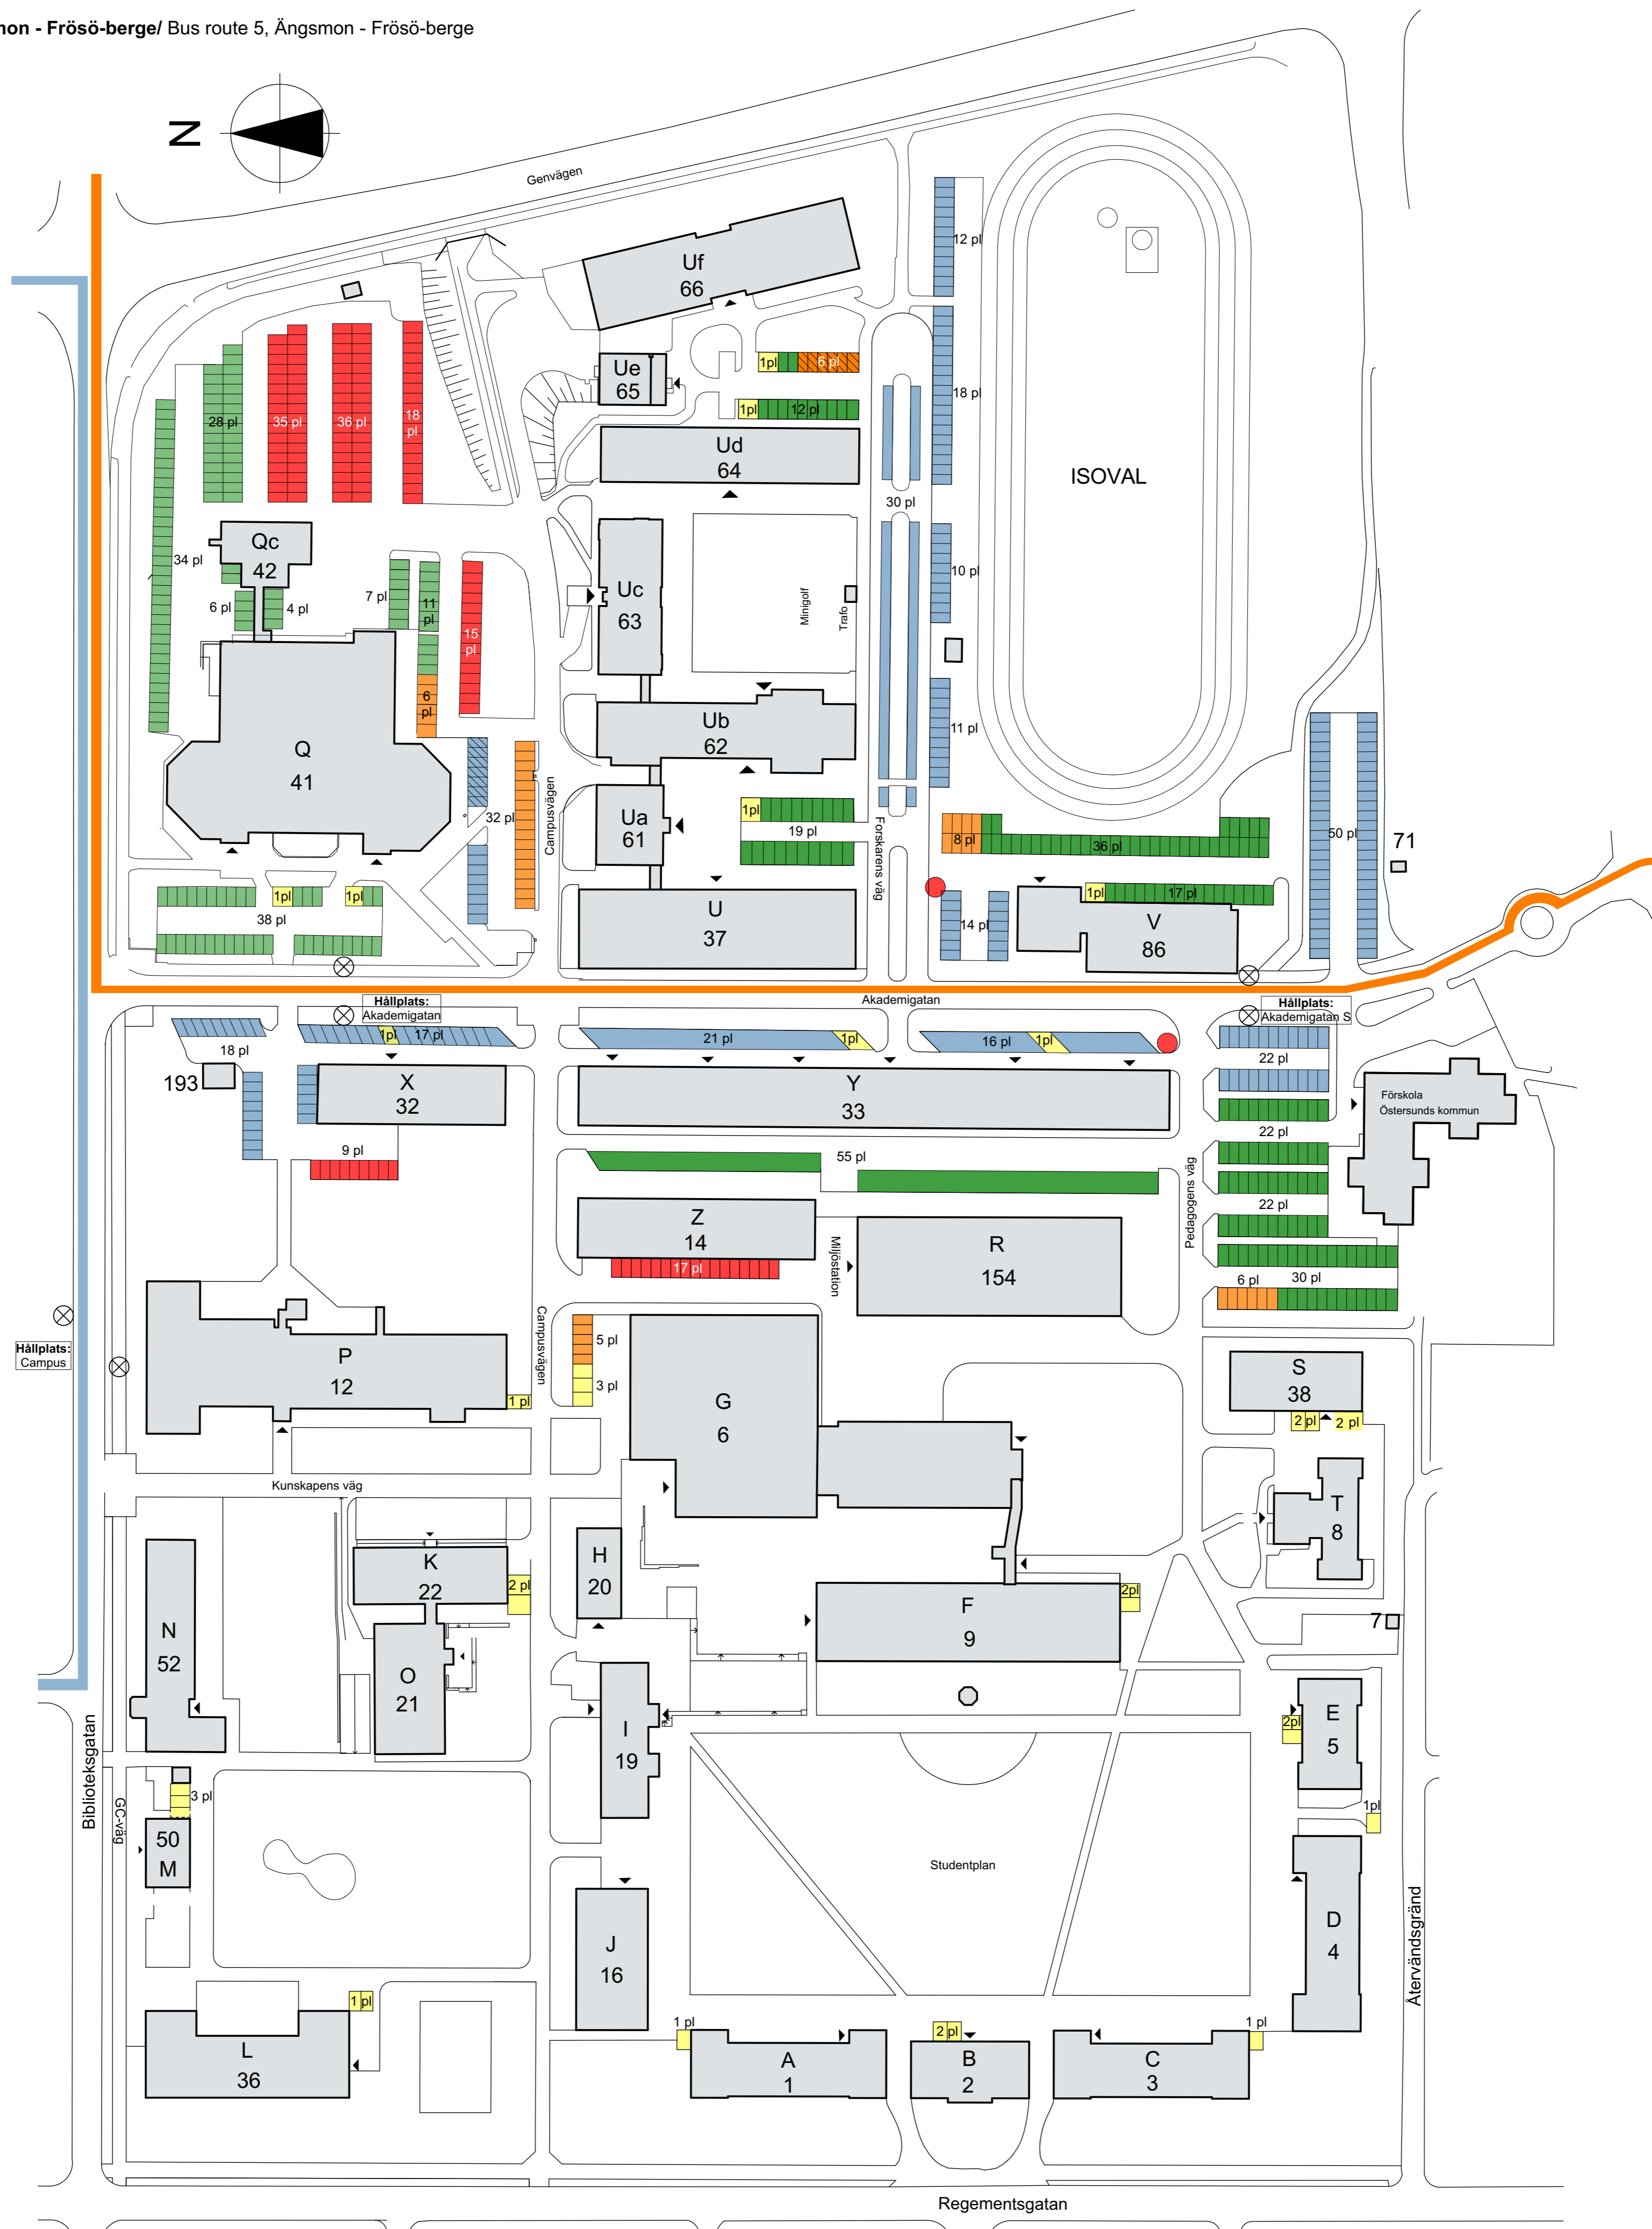 mon - Frösö-berge/ Bus route 5, Ängsmon - Frösö-berge
N
Genvägen
Uf
66
12 pl
Ue
65
1pl
6 pl
18 pl
1pl
12 pl
28 pl
35 pl
36 pl
18
pl
Ud
64
ISOVAL
30 pl
Qc
42
34 pl
6 pl
4 pl
7 pl
11
pl
15
pl
Uc
63
Minigolf
Trafo
10 pl
6
pl
Ub
62
11 pl
Q
41
32 pl
Campusvägen
Ua
61
1pl
19 pl
Forskarens väg
8 pl
36 pl
50 pl
71
1pl
1pl
38 pl
U
37
14 pl
1pl
17 pl
V
86
Hållplats:
Akademigatan
Akademigatan
Hållplats:
Akademigatan S
18 pl
1pl
17 pl
21 pl
1pl
16 pl
1pl
22 pl
193
X
32
Y
33
Förskola
Östersunds kommun
9 pl
55 pl
22 pl
Pedagogens väg
22 pl
Z
14
17 pl
Miljöstation
R
154
6 pl
30 pl
Hållplats:
Campus
P
12
1 pl
Campusvägen
5 pl
3 pl
G
6
S
38
2 pl
2 pl
Kunskapens väg
T
8
K
22
2 pl
H
20
F
9
2pl
7
N
52
O
21
I
19
E
5
2pl
Biblioteksgatan
GC-väg
3 pl
50
M
1pl
Studentplan
D
4
Återvändsgränd
J
16
1 pl
L
36
1 pl
A
1
2 pl
B
2
C
3
1 pl
Regementsgatan